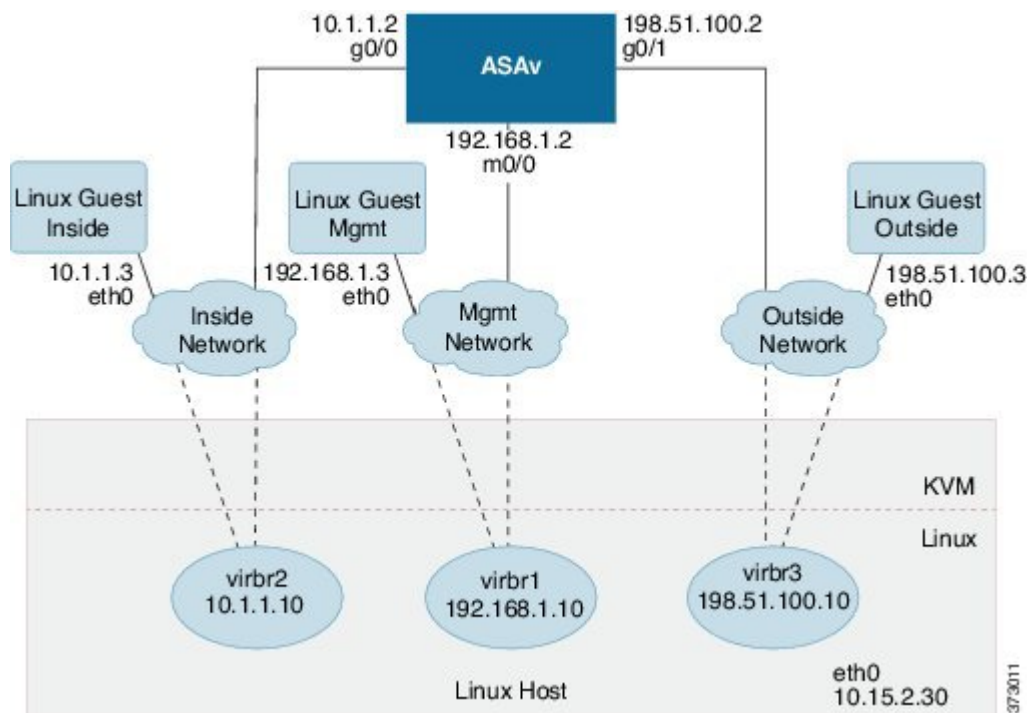 10.1.1.2
g0/0
ASAv
198.51.100.2
g0/1
192.168.1.2
m0/0
Linux Guest
Inside
Linux Guest
Mgmt
Linux Guest
Outside
10.1.1.3
eth0
192.168.1.3
eth0
198.51.100.3
eth0
Inside
Network
Mgmt
Network
Outside
Network
KVM
Linux
virbr2
10.1.1.10
virbr1
192.168.1.10
virbr3
198.51.100.10
Linux Host
eth0
10.15.2.30
373011